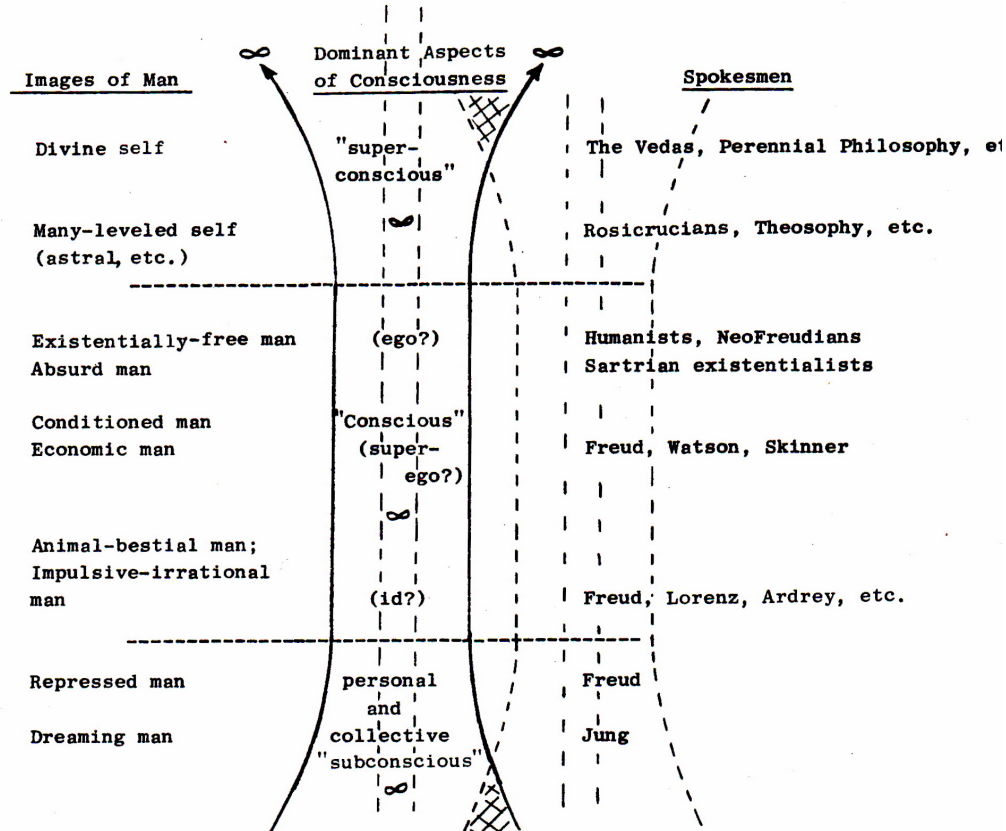 ∞ Dominant Aspects ∞
Images of Man of Consciousness Spokesmen
Divine self "super- The Vedas, Perennial Philosophy, et
conscious"
∞
Many-leveled self Rosicrucians, Theosophy, etc.
(astral, etc.)
Existentially-free man (ego?) Humanists, NeoFreudians
Absurd man Sartrian existentialists
Conditioned man "Conscious"
Economic man (super- Freud, Watson, Skinner
ego?)
∞
Animal-bestial man;
Impulsive-irrational
man (id?) Freud, Lorenz, Ardrey, etc.
Repressed man personal Freud
and
Dreaming man collective Jung
"subconscious"
∞